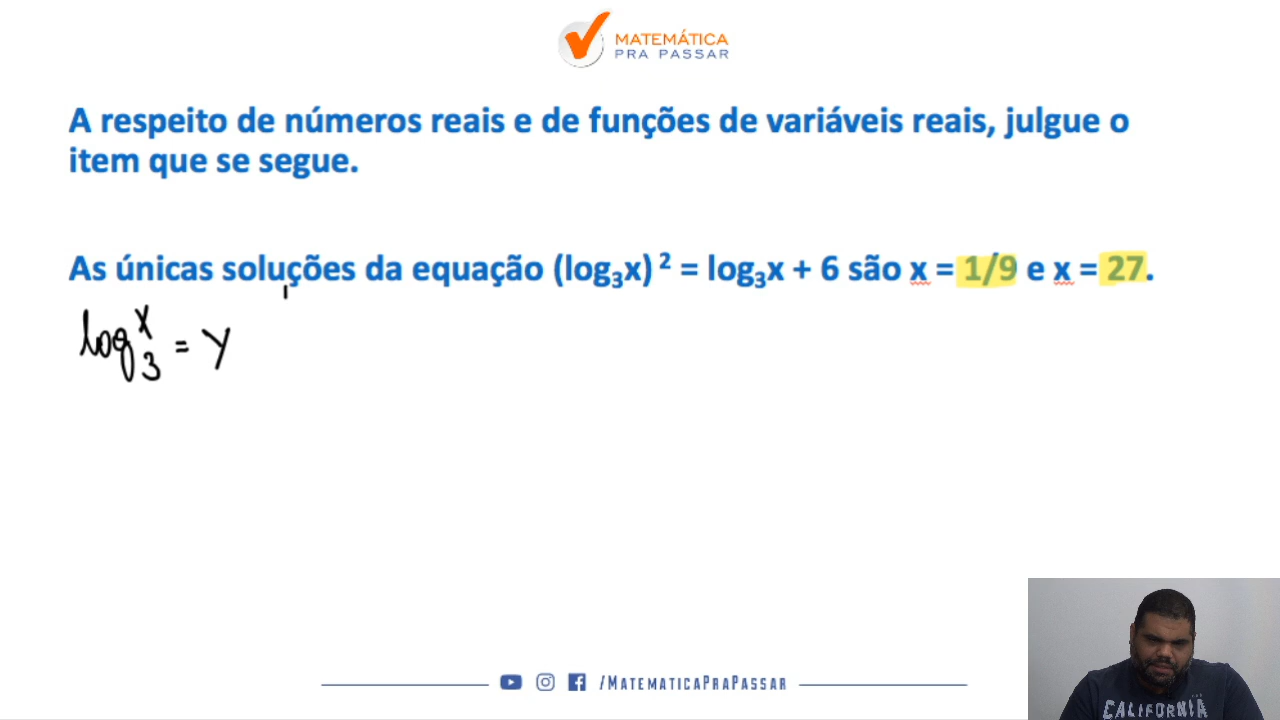 MATEMÁTICA
PRA PASSAR
A respeito de números reais e de funções de variáveis reais, julgue o
item que se segue.
As únicas soluções da equação (log₃x)² = log₃x + 6 são x = 1/9 e x = 27.
log₃ˣ = y
/MATEMATICAPRAPASSAR
CALIFORNIA